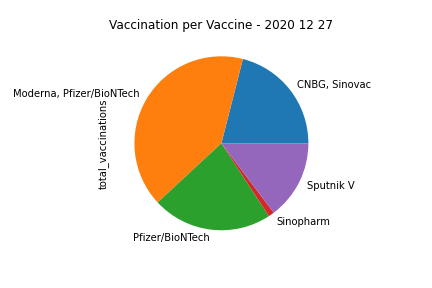 Vaccination per Vaccine - 2020 12 27
CNBG, Sinovac
Moderna, Pfizer/BioNTech
total_vaccinations
Sputnik V
Sinopharm
Pfizer/BioNTech